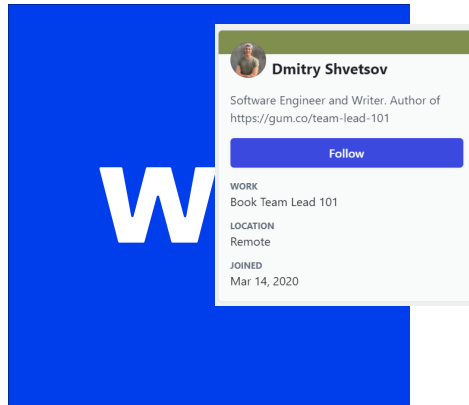 W
Dmitry Shvetsov
Software Engineer and Writer. Author of
https://gum.co/team-lead-101
Follow
WORK
Book Team Lead 101
LOCATION
Remote
JOINED
Mar 14, 2020